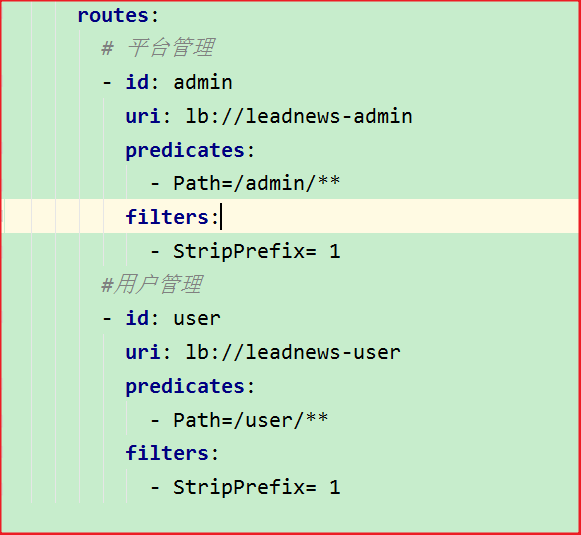 routes:
# 平台管理
- id: admin
uri: lb://leadnews-admin
predicates:
- Path=/admin/**
filters:
- StripPrefix= 1
#用户管理
- id: user
uri: lb://leadnews-user
predicates:
- Path=/user/**
filters:
- StripPrefix= 1